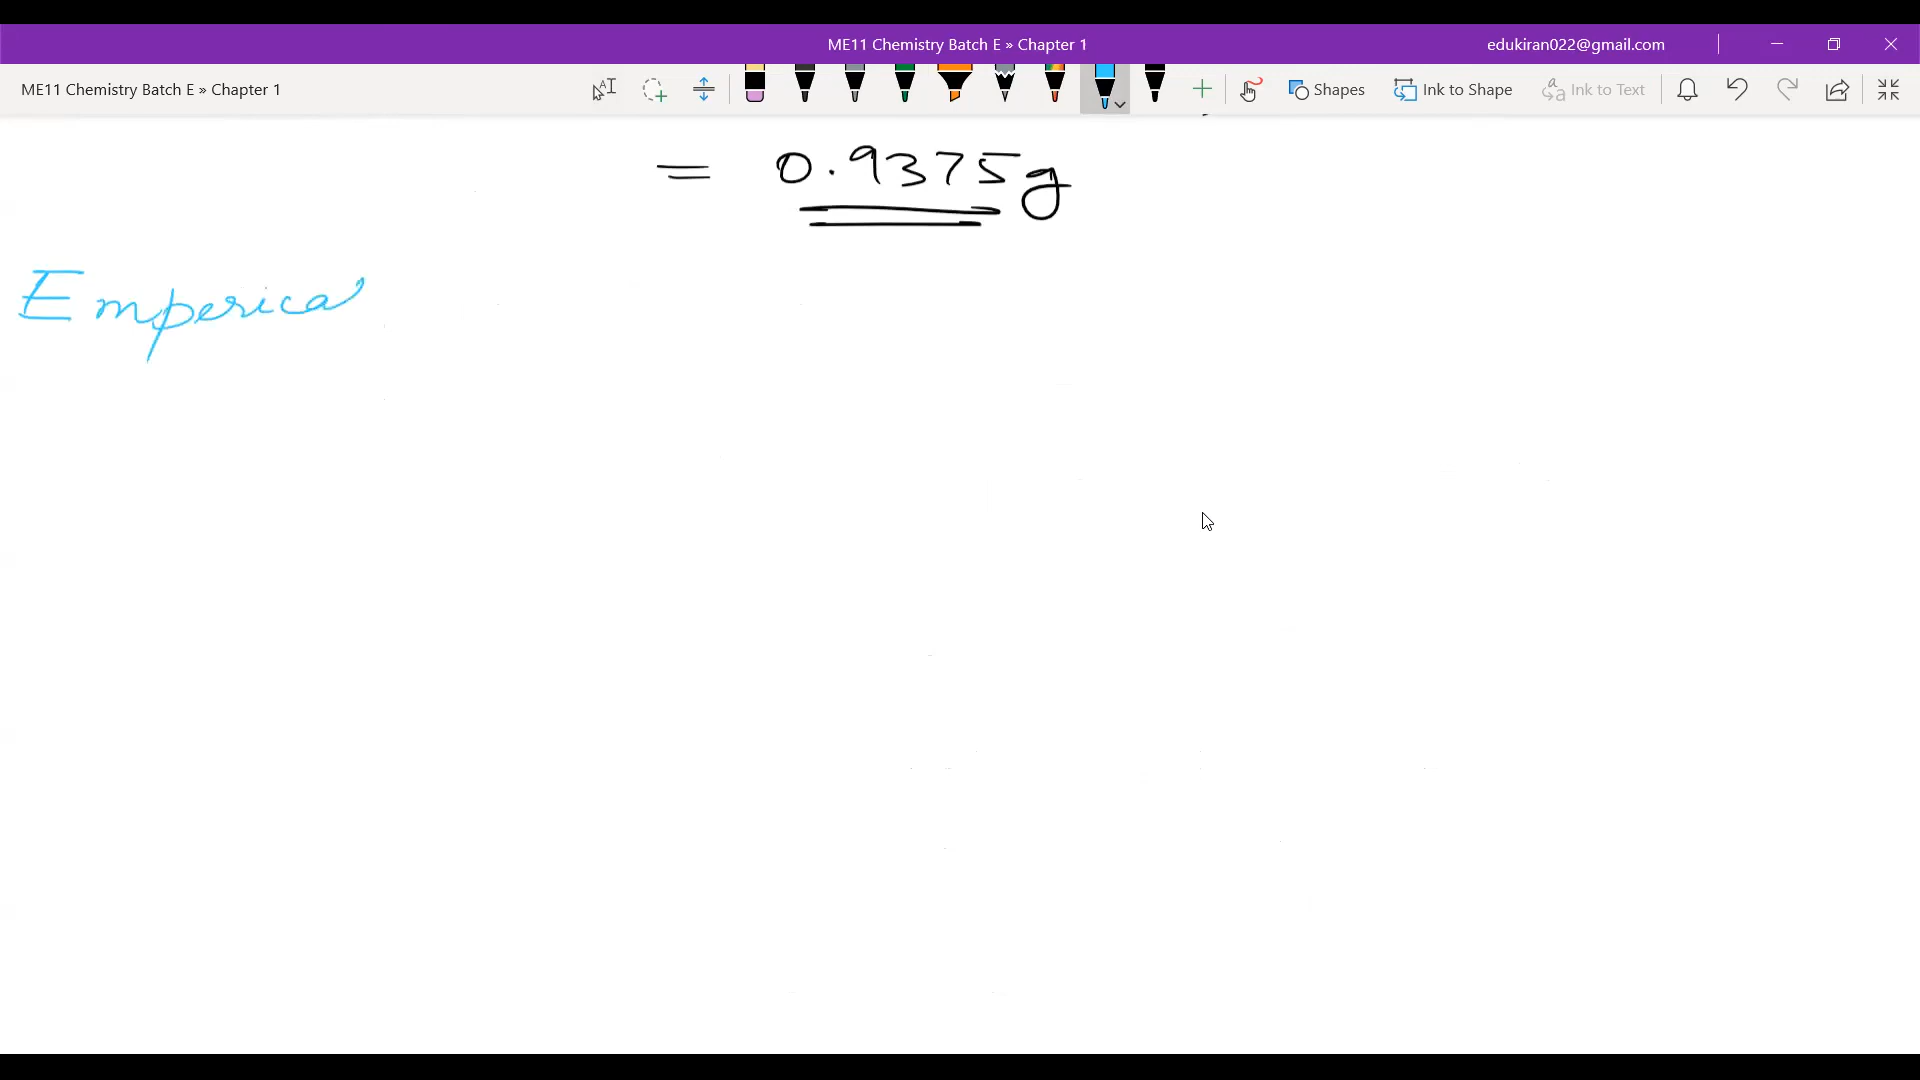 ME11 Chemistry Batch E » Chapter 1
edukiran022@gmail.com
ME11 Chemistry Batch E » Chapter 1
Shapes
Ink to Shape
Ink to Text
= 0.9375g
Emperica